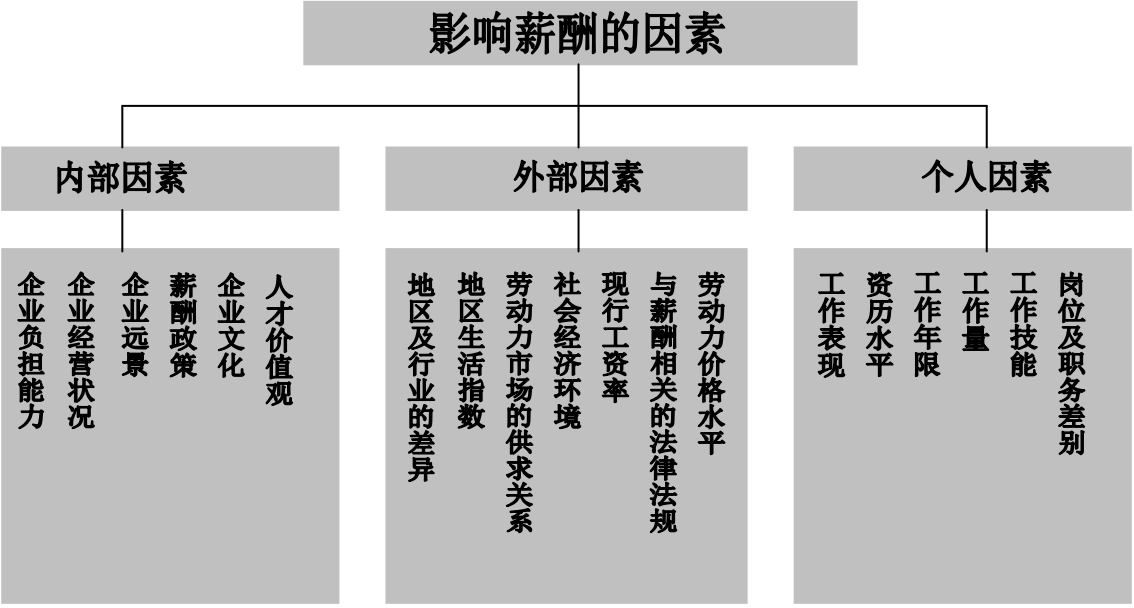 影响薪酬的因素
内部因素
外部因素
个人因素
企业负担能力
企业经营状况
企业远景
薪酬政策
企业文化
人才价值观
地区及行业的差异
地区生活指数
劳动力市场的供求关系
社会经济环境
现行工资率
与薪酬相关的法律法规
劳动力价格水平
工作表现
资历水平
工作年限
工作量
工作技能
岗位及职务差别